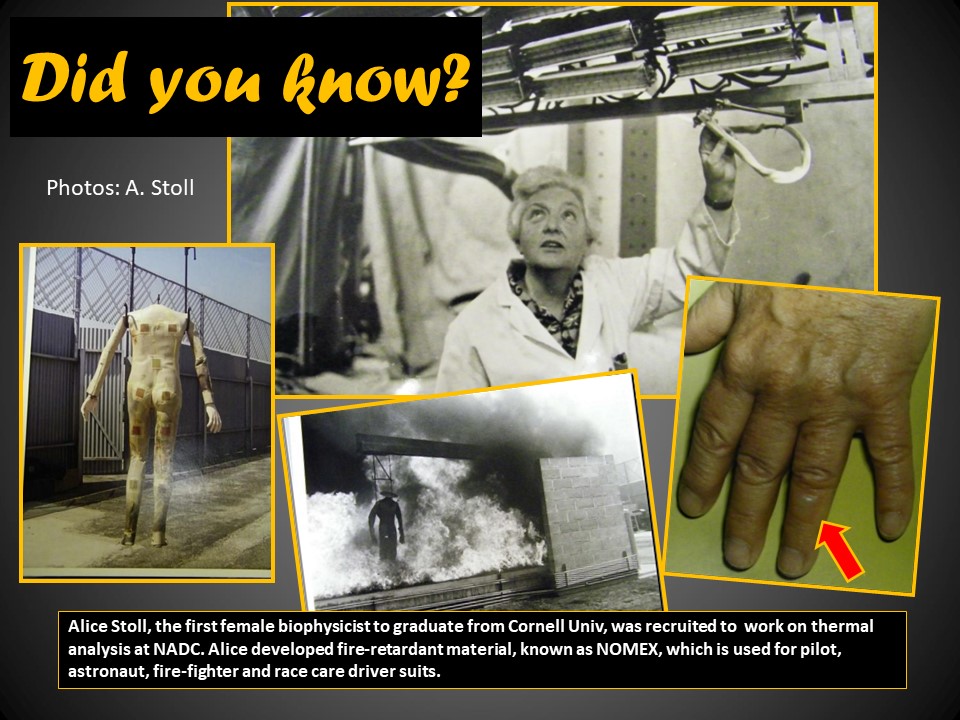 Did you know?
Photos: A. Stoll
Alice Stoll, the first female biophysicist to graduate from Cornell Univ, was recruited to  work on thermal
analysis at NADC. Alice developed fire-retardant material, known as NOMEX, which is used for pilot,
astronaut, fire-fighter and race care driver suits.